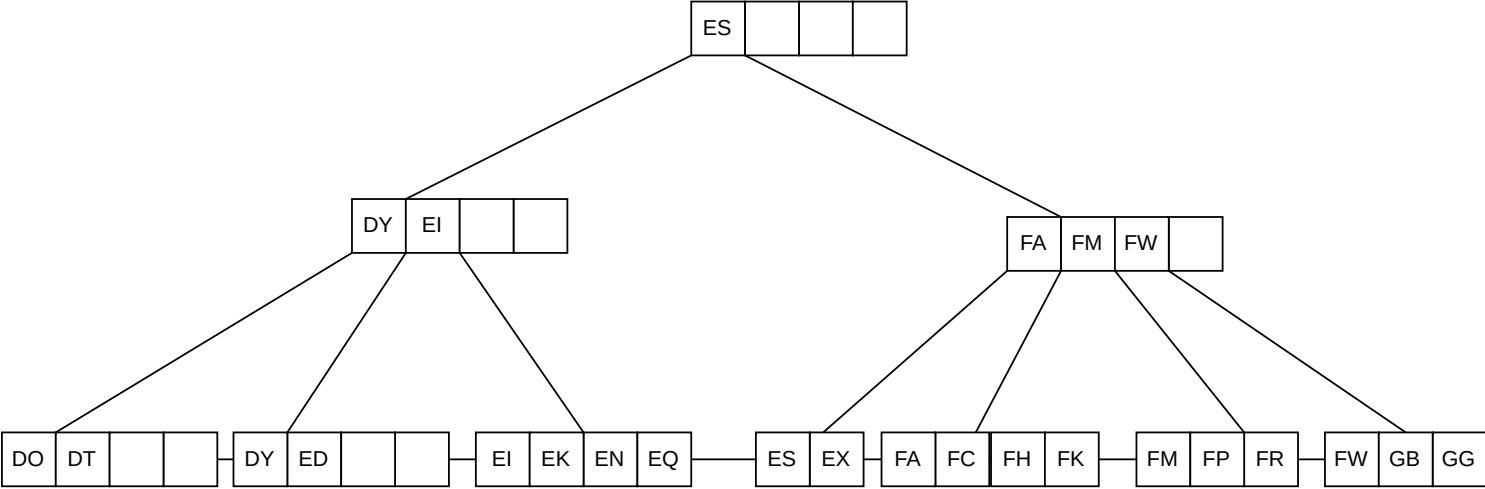 ES
DY EI
FA FM FW
DO DT DY ED EI EK EN EQ ES EX FA FC FH FK FM FP FR FW GB GG